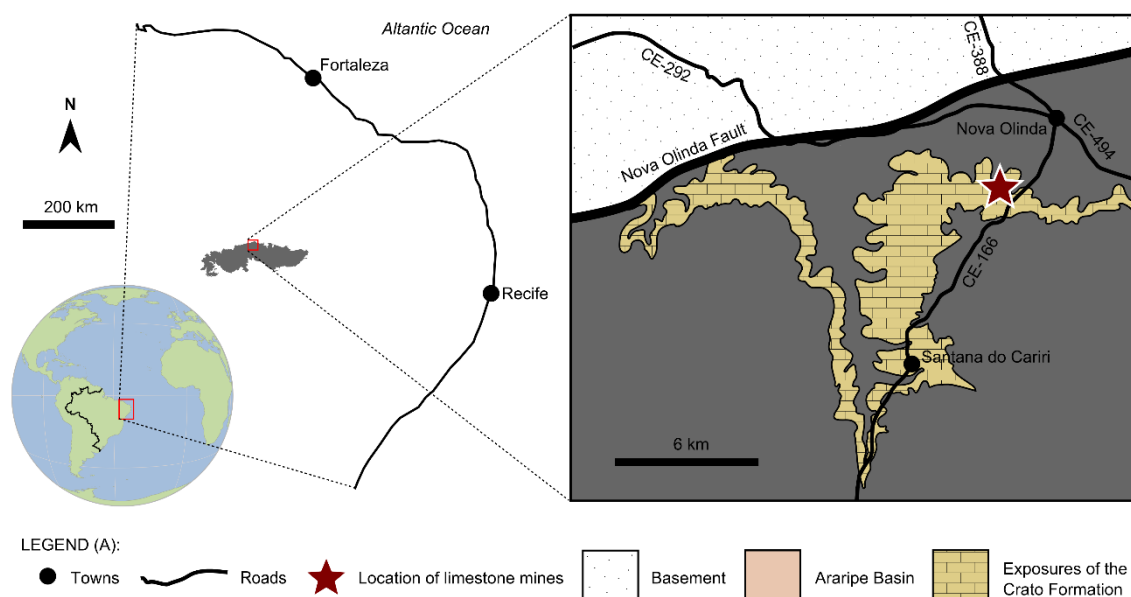 Altantic Ocean
Fortaleza
N
200 km
Recife
CE-292
CE-388
Nova Olinda
CE-494
Nova Olinda Fault
CE-166
Santana do Cariri
6 km
LEGEND (A):
Towns
Roads
Location of limestone mines
Basement
Araripe Basin
Exposures of the
Crato Formation